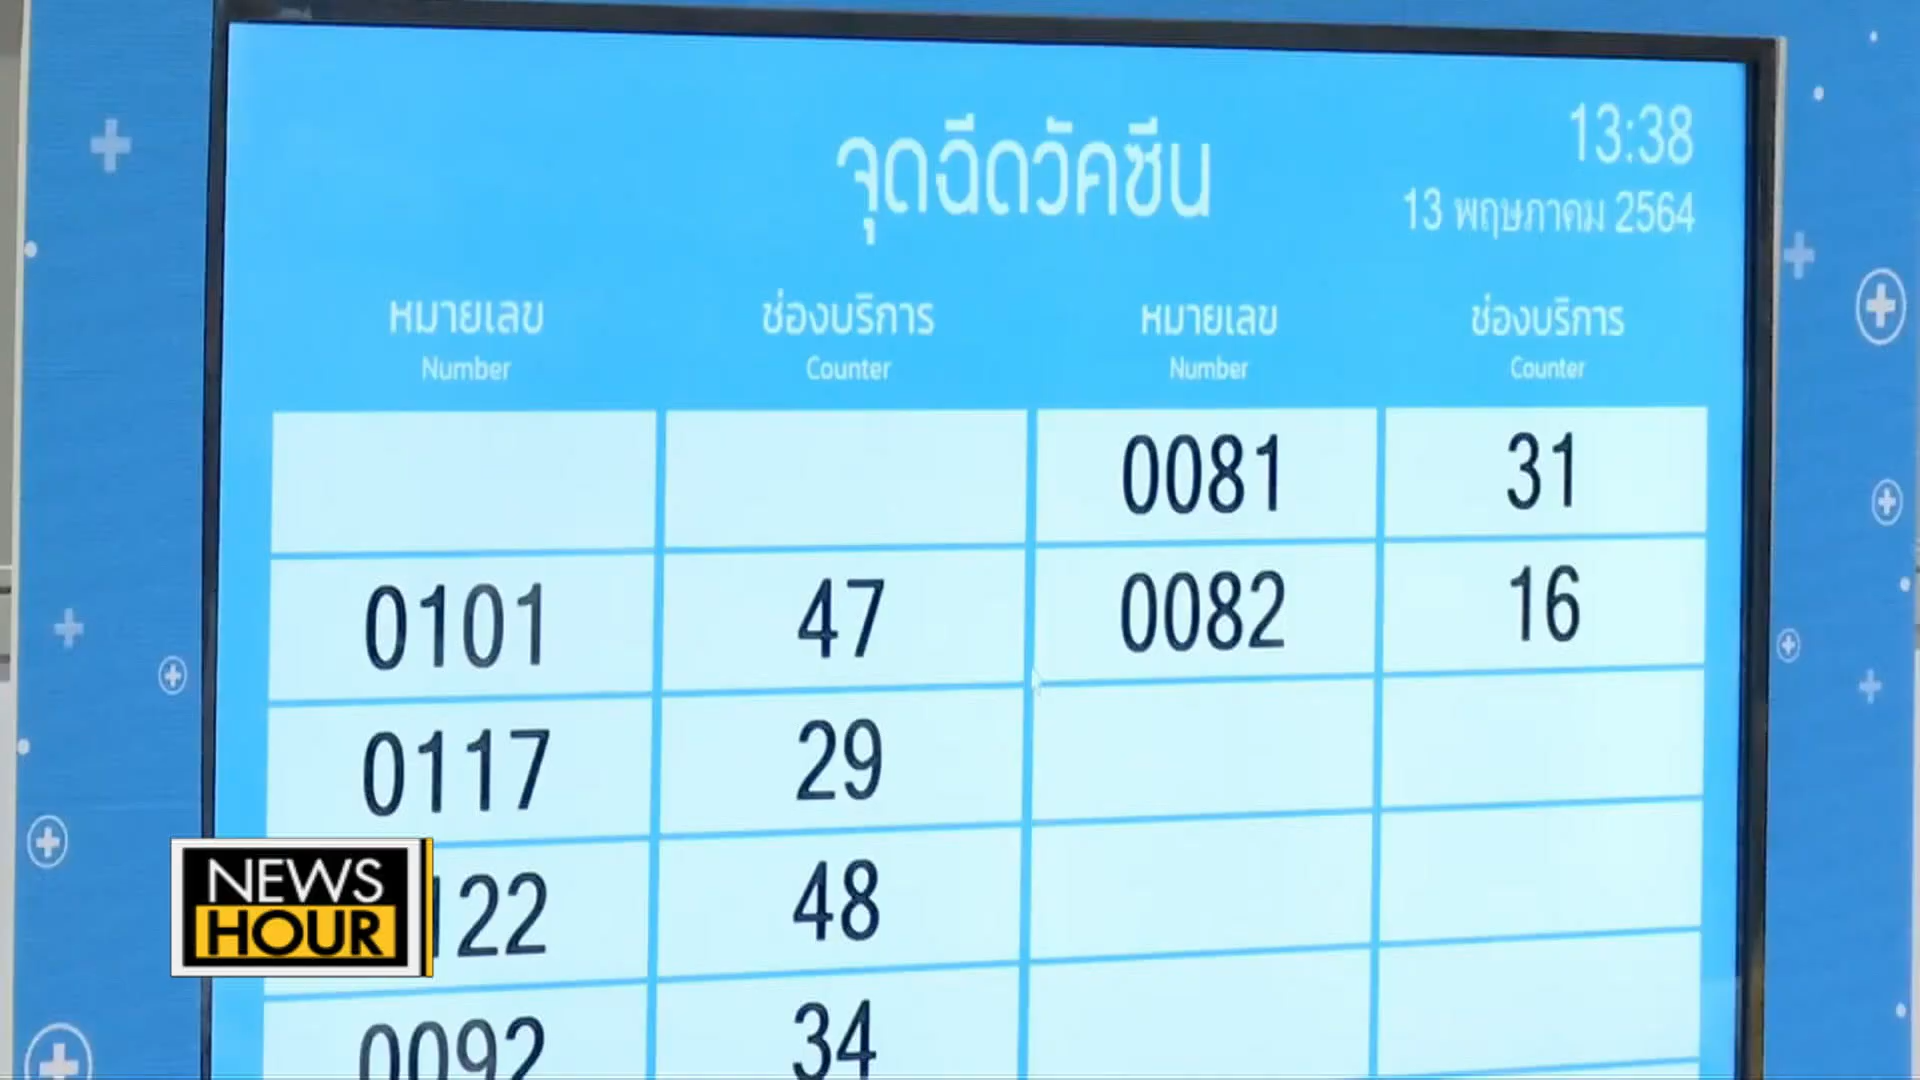 13:38
จุดฉีดวัคซีน
13 พฤษภาคม 2564
หมายเลข ช่องบริการ หมายเลข ช่องบริการ
Number Counter Number Counter
0081 31
0101 47 0082 16
0117 29
122 48
0092 34
NEWS
HOUR